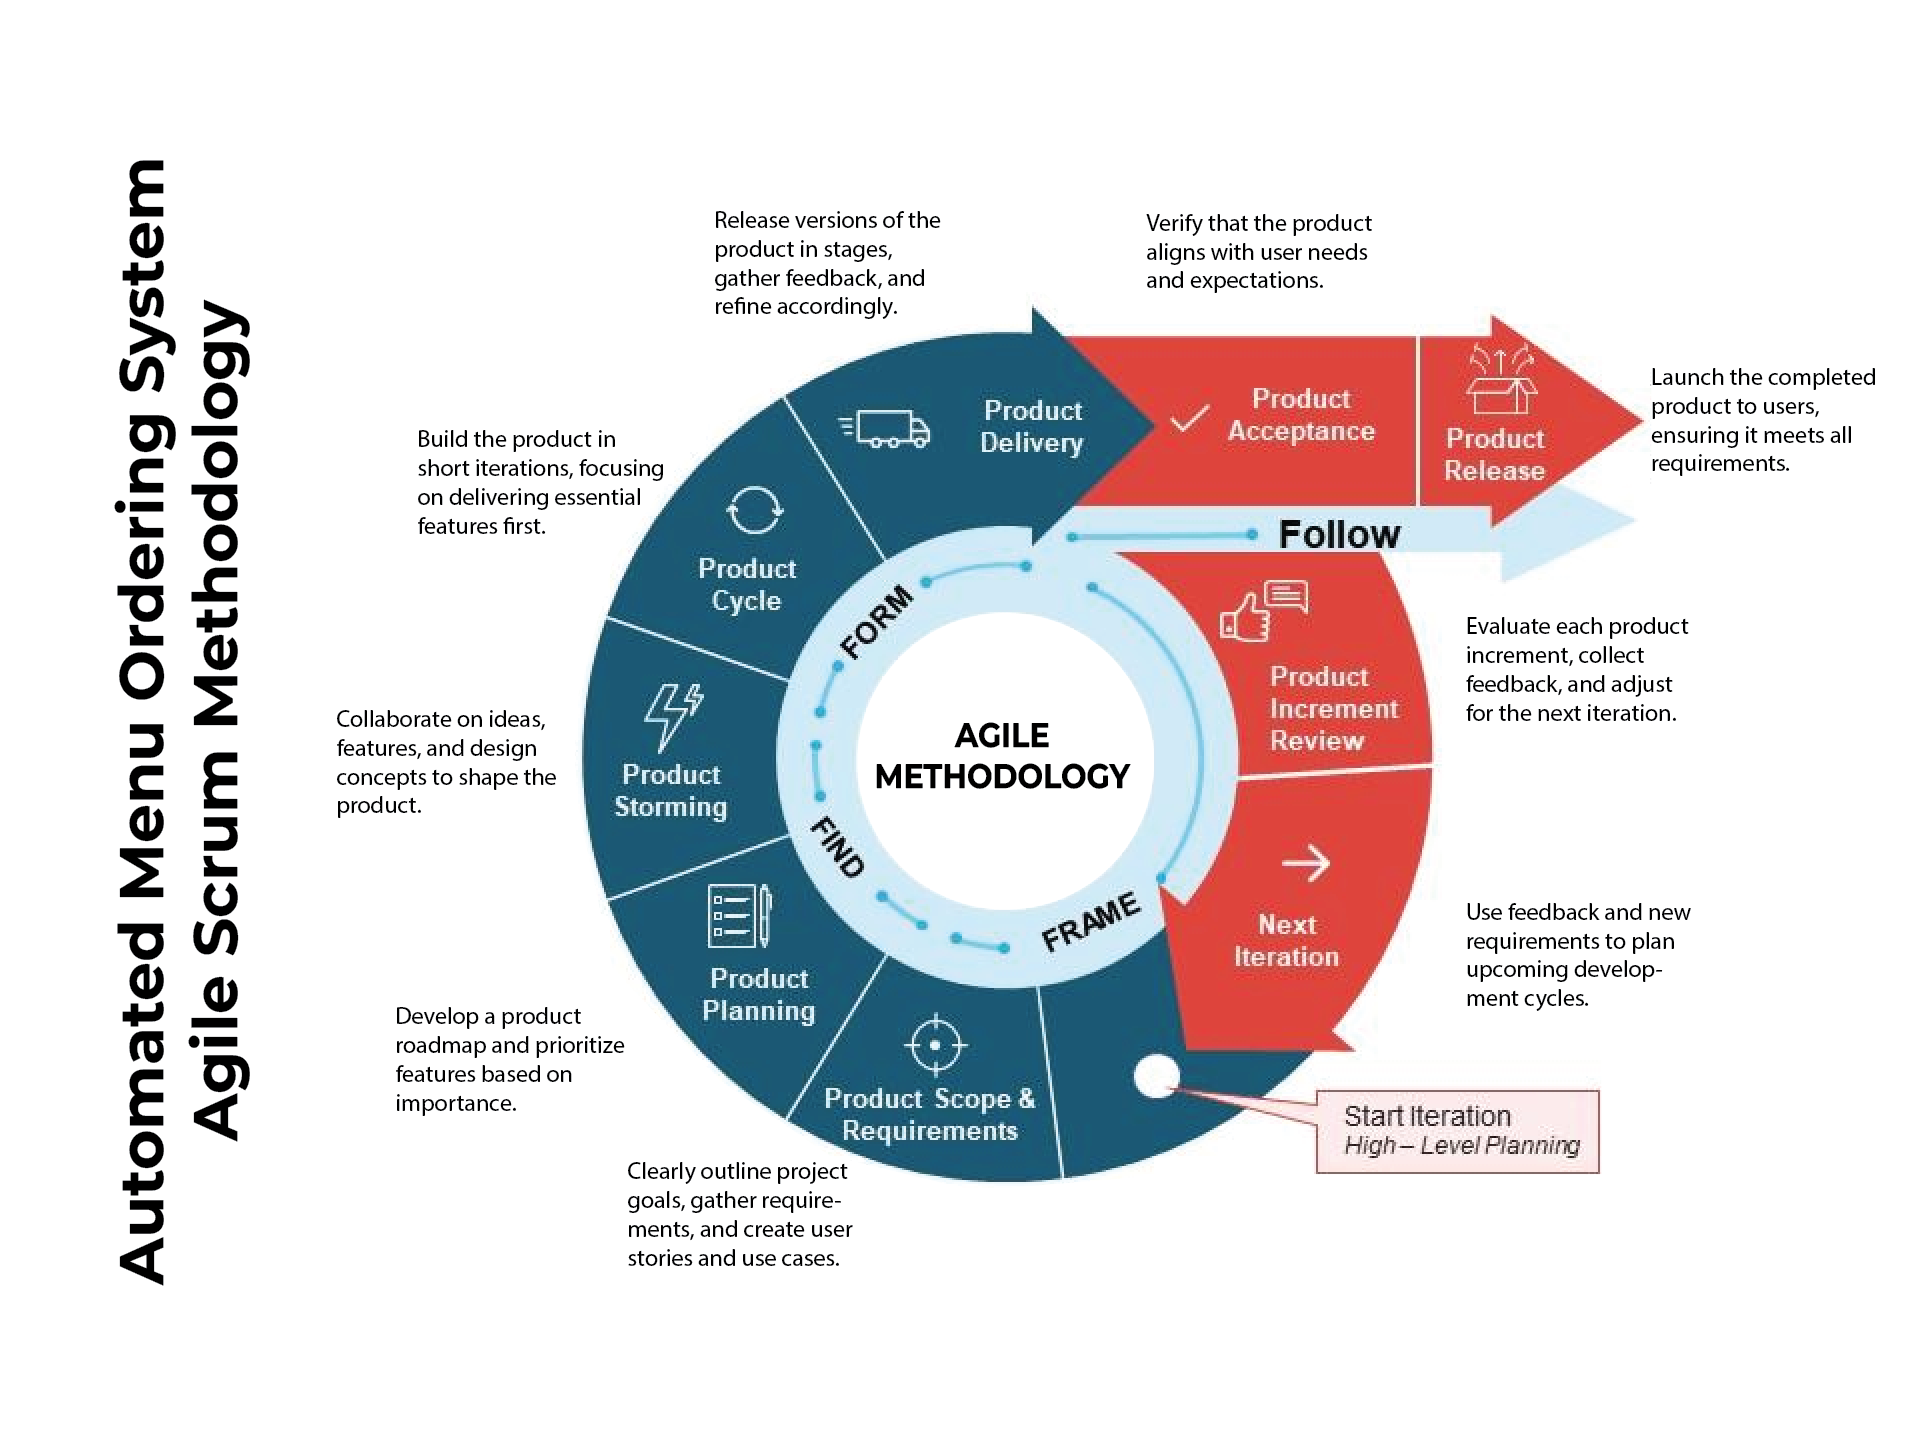 Automated Menu Ordering System
Agile Scrum Methodology
Release versions of the
product in stages,
gather feedback, and
refine accordingly.
Verify that the product
aligns with user needs
and expectations.
Launch the completed
product to users,
ensuring it meets all
requirements.
Build the product in
short iterations, focusing
on delivering essential
features first.
Product
Delivery
Product
Acceptance
Product
Release
Follow
Product
Cycle
FORM
Product
Increment
Review
Evaluate each product
increment, collect
feedback, and adjust
for the next iteration.
Collaborate on ideas,
features, and design
concepts to shape the
product.
Product
Storming
AGILE
METHODOLOGY
FIND
FRAME
Next
Iteration
Use feedback and new
requirements to plan
upcoming develop-
ment cycles.
Product
Planning
Develop a product
roadmap and prioritize
features based on
importance.
Product Scope &
Requirements
Start Iteration
High – Level Planning
Clearly outline project
goals, gather require-
ments, and create user
stories and use cases.